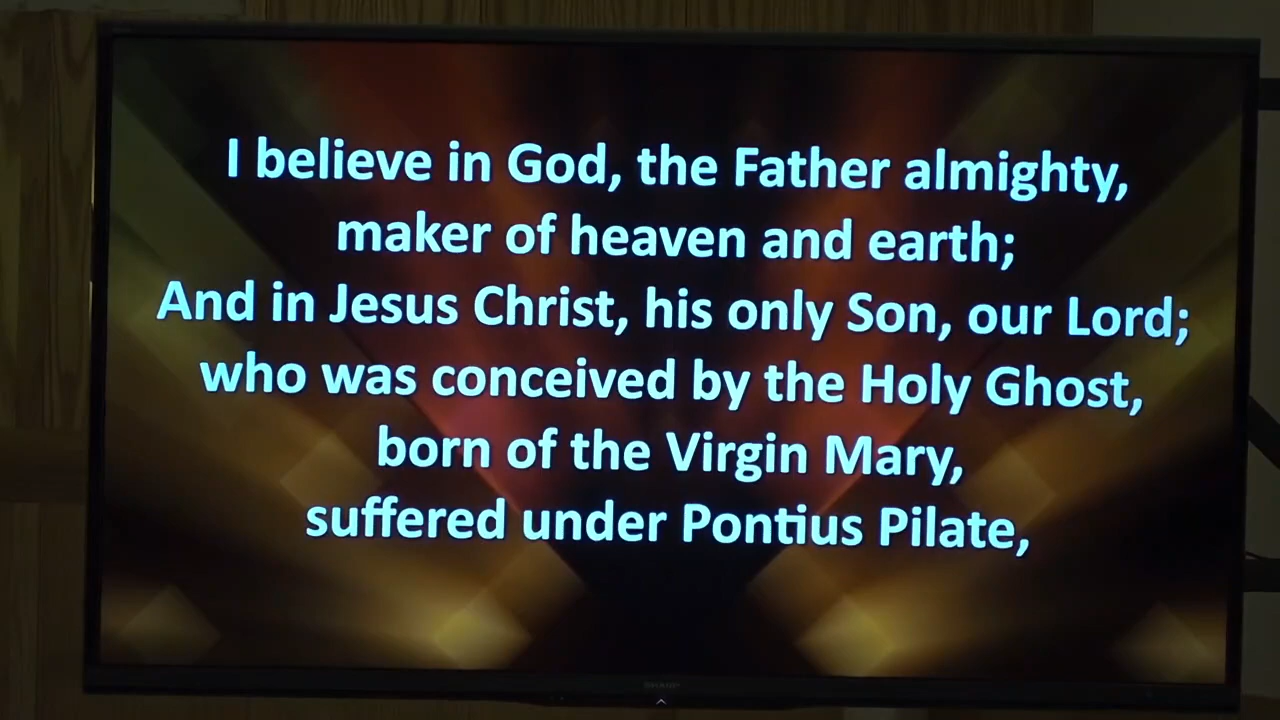 I believe in God, the Father almighty,
maker of heaven and earth;
And in Jesus Christ, his only Son, our Lord;
who was conceived by the Holy Ghost,
born of the Virgin Mary,
suffered under Pontius Pilate,
SHARP